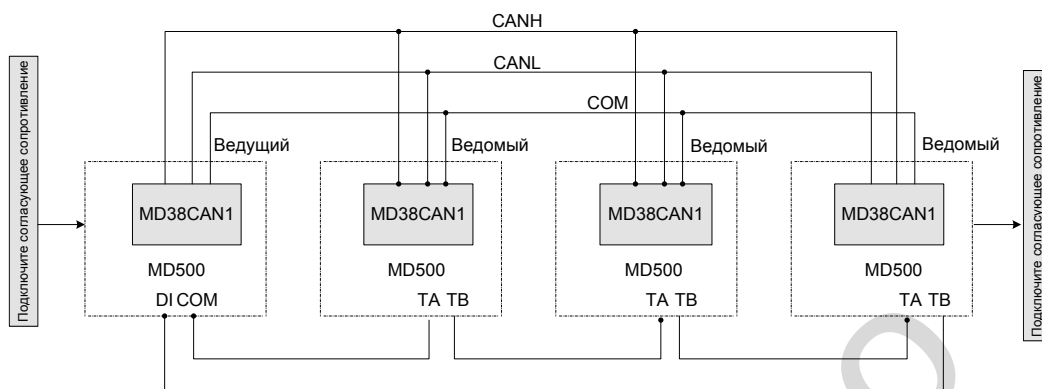 CANH
CANL
COM
Подключите согласующее сопротивление
Ведущий
Ведомый
Ведомый
Ведомый
Подключите согласующее сопротивление
MD38CAN1
MD38CAN1
MD38CAN1
MD38CAN1
MD500
MD500
MD500
MD500
DI COM
TA TB
TA TB
TA TB